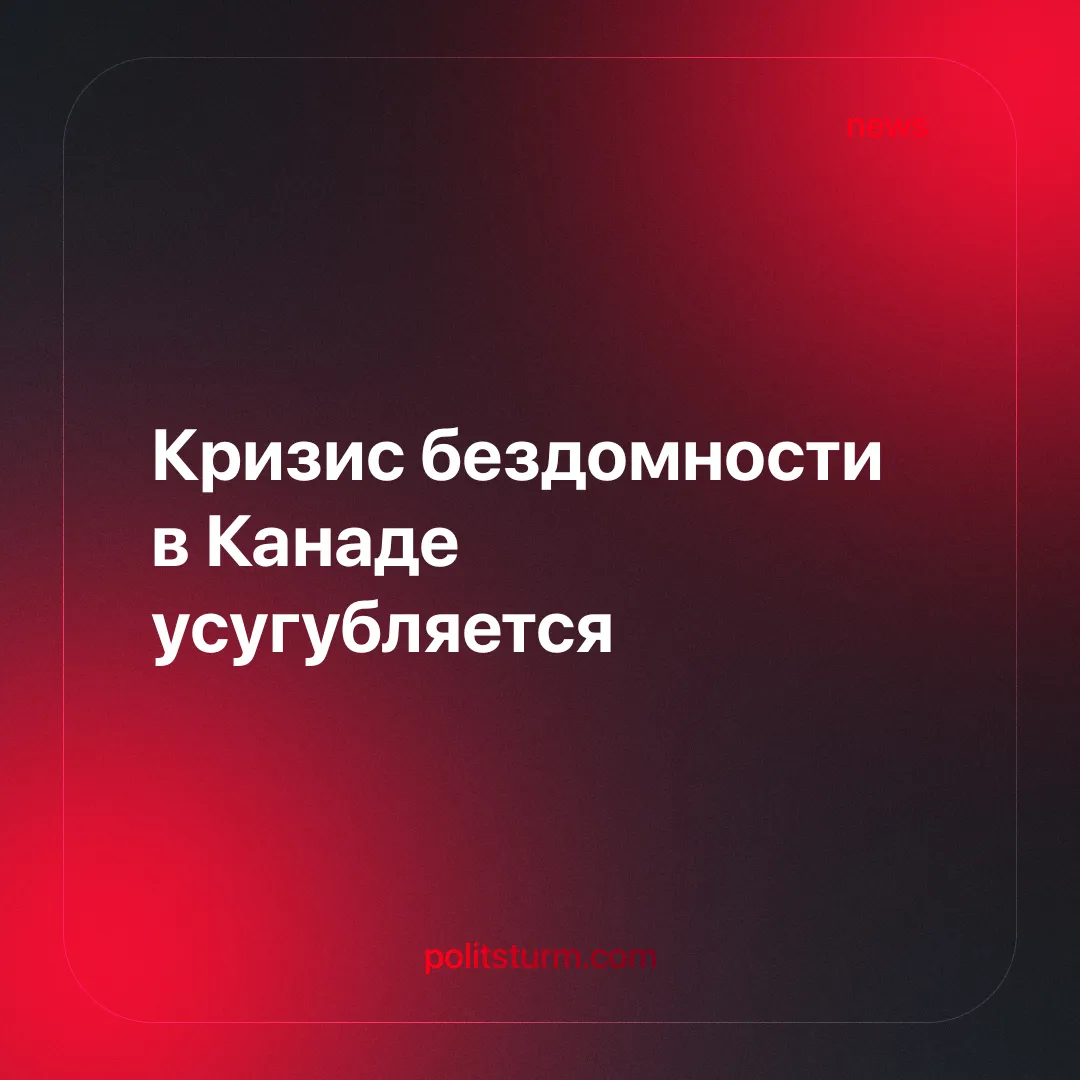 news
Кризис бездомности
в Канаде
усугубляется
politsturm.com